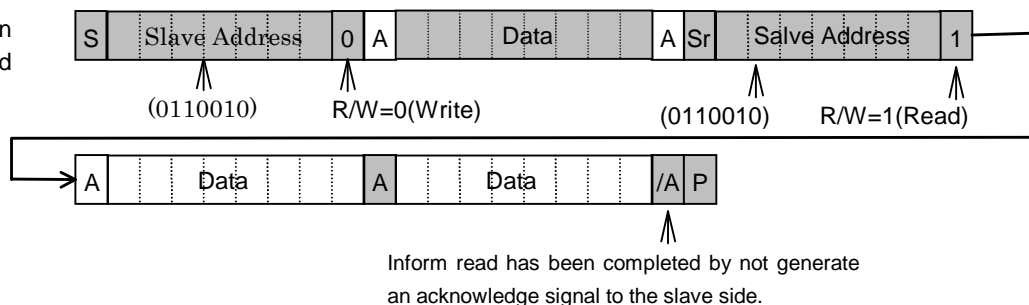 n
d
S Slave Address 0 A Data A Sr Salve Address 1
(0110010) R/W=0(Write) (0110010) R/W=1(Read)
A Data A Data /A P
Inform read has been completed by not generate
an acknowledge signal to the slave side.